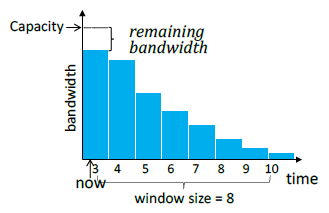 Capacity
remaining
bandwidth
bandwidth
3 4 5 6 7 8 9 10
now
time
window size = 8